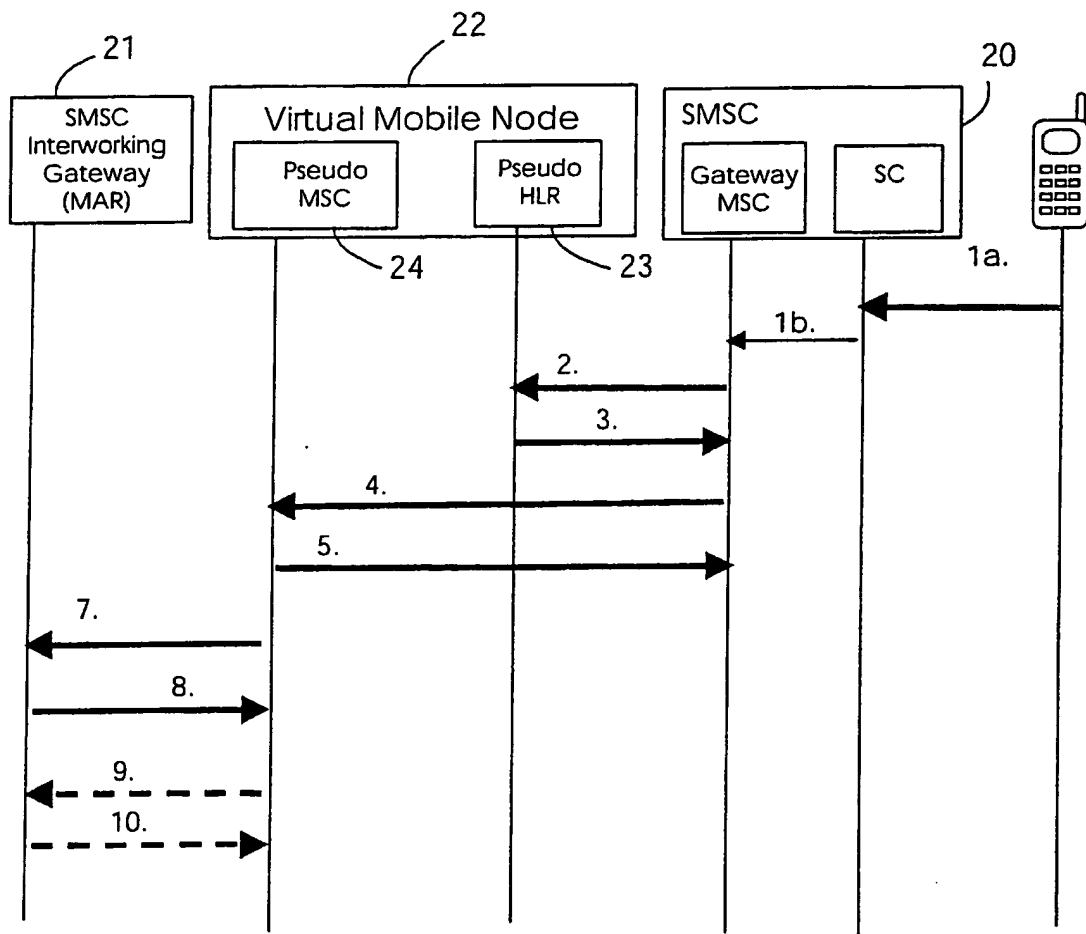 21
22
20
SMSC
Interworking
Gateway
(MAR)
Virtual Mobile Node
Pseudo
MSC
Pseudo
HLR
SMSC
Gateway
MSC
SC
24
23
1a.
1b.
2.
3.
4.
5.
7.
8.
9.
10.